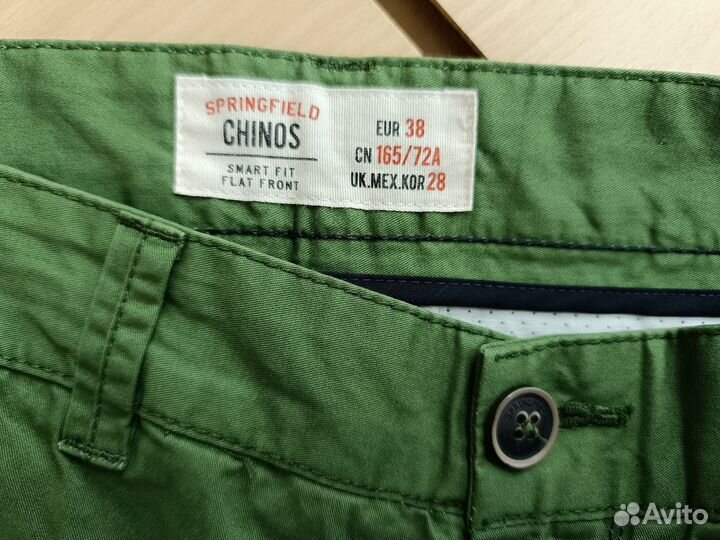 SPRINGFIELD
CHINOS
SMART FIT
FLAT FRONT
EUR 38
CN 165/72A
UK.MEX.KOR 28
Avito